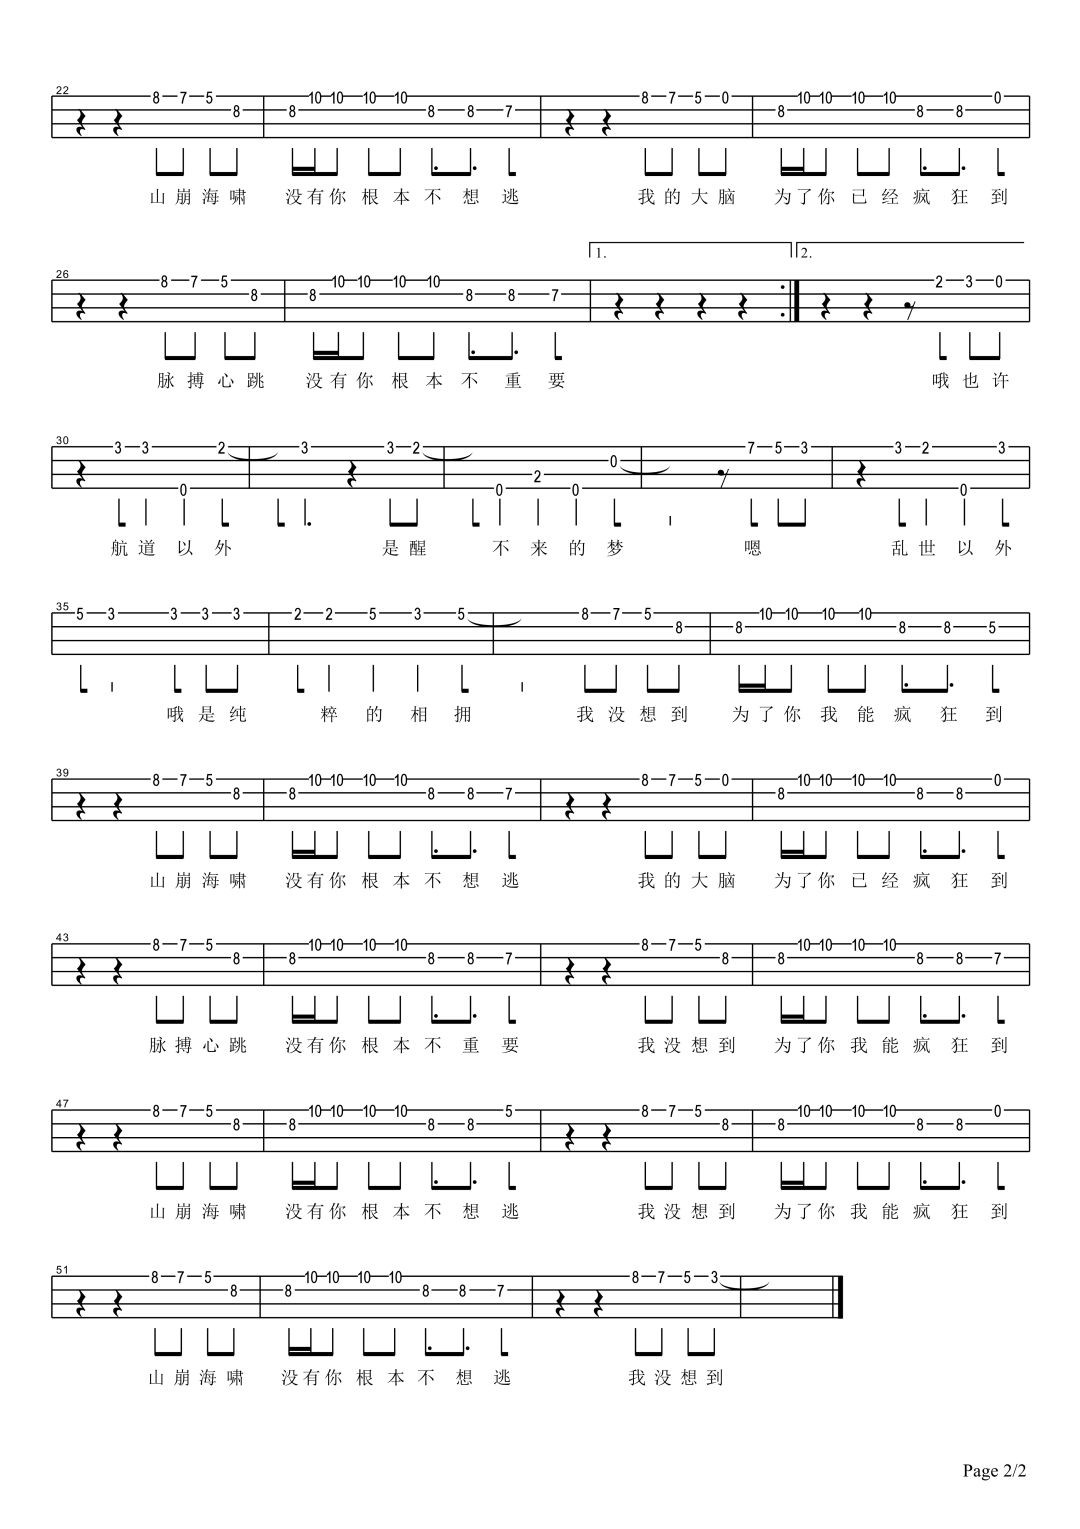 22
8 7 5 8 8 10 10 10 10 8 8 7 8 7 5 0 8 10 10 10 10 8 8 0
山崩海啸 没有你根本不想逃 我的大脑 为了你已经疯狂到
1. 2.
26
8 7 5 8 8 10 10 10 10 8 8 7 2 3 0
脉搏心跳 没有你根本不重要 哦也许
30
3 3 0 2 3 3 2 0 2 0 0 7 5 3 3 2 0 3
航道以外 是醒 不来的梦 嗯 乱世以外
35
5 3 3 3 3 2 2 5 3 5 8 7 5 8 8 10 10 10 10 8 8 5
哦是纯 粹的相拥 我没想到 为了你我能疯狂到
39
8 7 5 8 8 10 10 10 10 8 8 7 8 7 5 0 8 10 10 10 10 8 8 0
山崩海啸 没有你根本不想逃 我的大脑 为了你已经疯狂到
43
8 7 5 8 8 10 10 10 10 8 8 7 8 7 5 8 8 10 10 10 10 8 8 7
脉搏心跳 没有你根本不重要 我没想到 为了你我能疯狂到
47
8 7 5 8 8 10 10 10 10 8 8 5 8 7 5 8 8 10 10 10 10 8 8 0
山崩海啸 没有你根本不想逃 我没想到 为了你我能疯狂到
51
8 7 5 8 8 10 10 10 10 8 8 7 8 7 5 3
山崩海啸 没有你根本不想逃 我没想到
Page 2/2